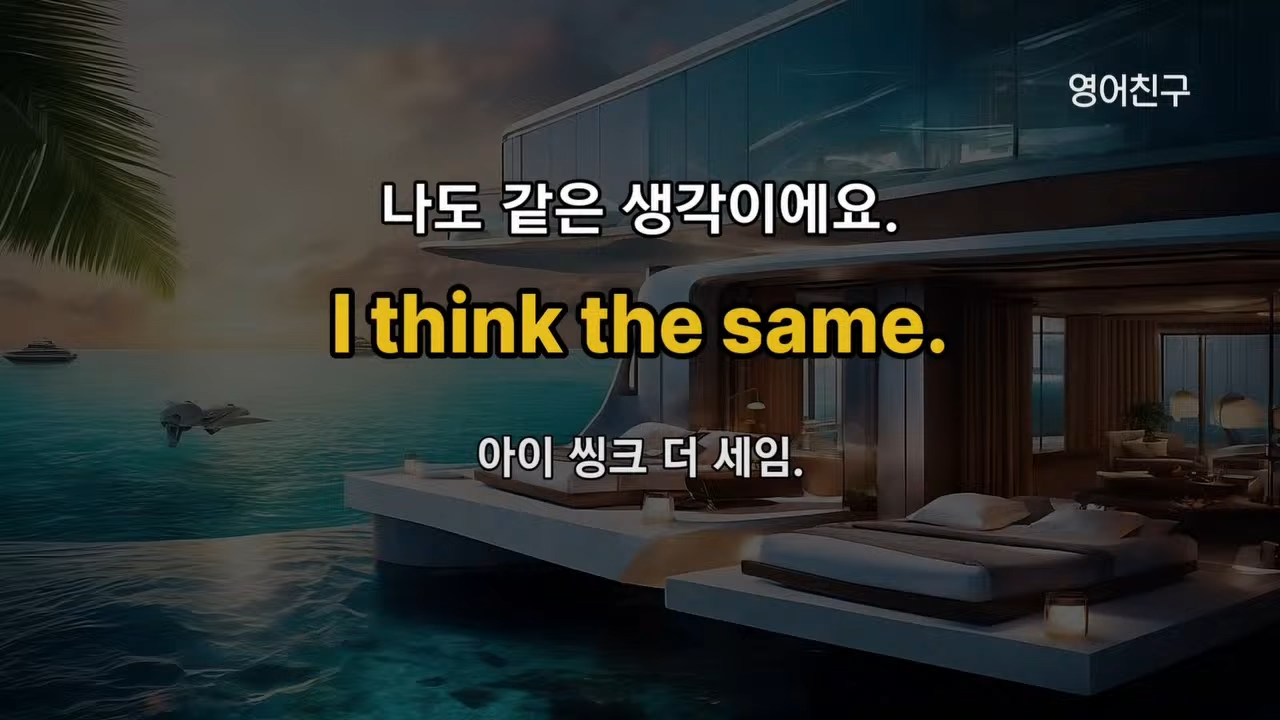 영어친구
나도 같은 생각이에요.
I think the same.
아이 씽크 더 세임.